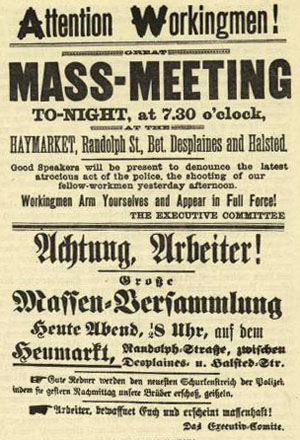 Attention Workingmen!
GREAT
MASS-MEETING
TO-NIGHT, at 7.30 o'clock,
AT THE
HAYMARKET, Randolph St., Bet. Desplaines and Halsted.
Good Speakers will be present to denounce the latest
atrocious act of the police, the shooting of our
fellow-workmen yesterday afternoon.
Workingmen Arm Yourselves and Appear in Full Force!
THE EXECUTIVE COMMITTEE
Achtung, Arbeiter!
Große
Massen-Versammlung
Heute Abend, ½8 Uhr, auf dem
Heumarkt, Randolph-Straße, zwischen
Desplaines- u. Halsted-Str.
☛ Gute Redner werden den neuesten Schurkenstreich der Polizei,
indem sie gestern Nachmittag unsere Brüder erschoß, geißeln.
☛ Arbeiter, bewaffnet Euch und erscheint massenhaft!
Das Executiv-Comite.